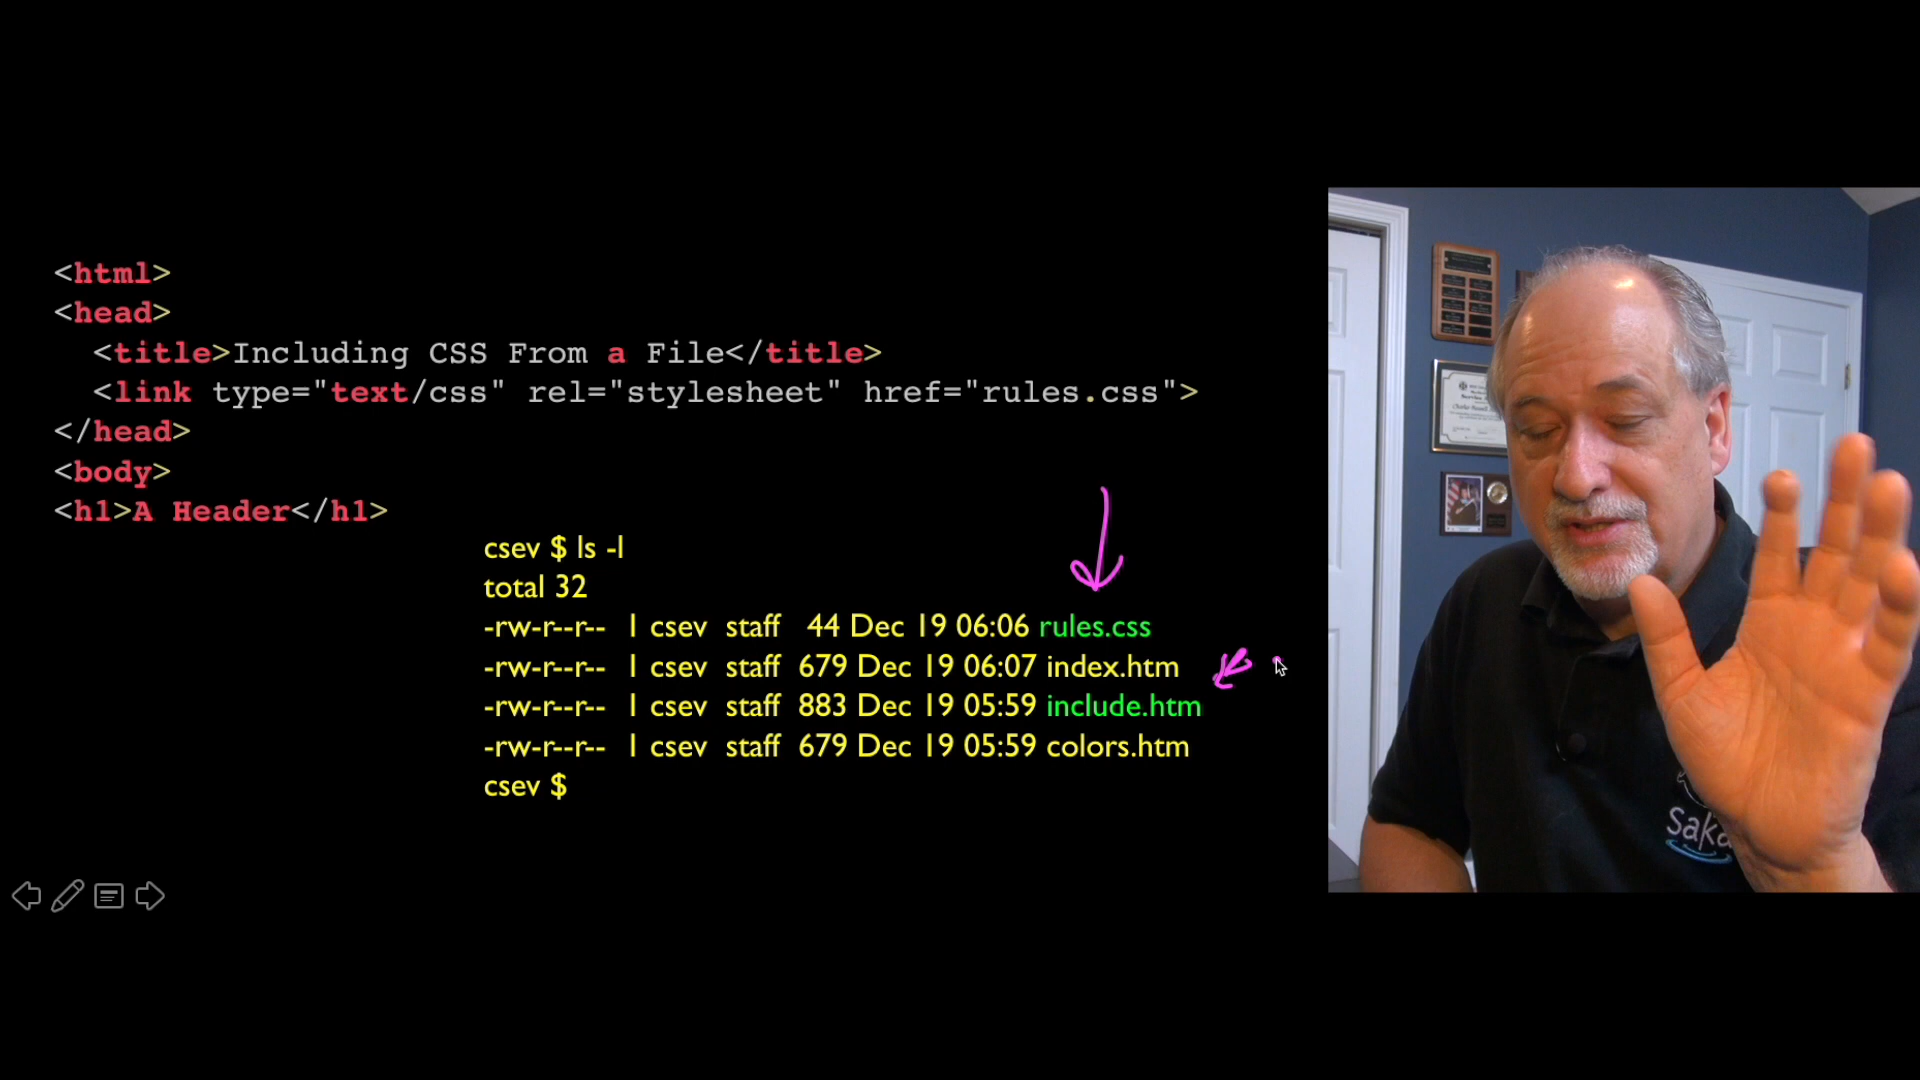 <html>
<head>
<title>Including CSS From a File</title>
<link type="text/css" rel="stylesheet" href="rules.css">
</head>
<body>
<h1>A Header</h1>
csev $ ls -l
total 32
-rw-r--r-- 1 csev staff 44 Dec 19 06:06 rules.css
-rw-r--r-- 1 csev staff 679 Dec 19 06:07 index.htm
-rw-r--r-- 1 csev staff 883 Dec 19 05:59 include.htm
-rw-r--r-- 1 csev staff 679 Dec 19 05:59 colors.htm
csev $